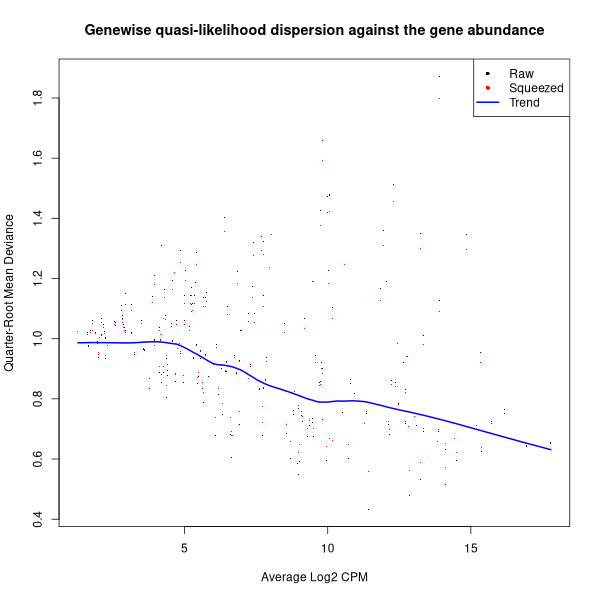 Genewise quasi-likelihood dispersion against the gene abundance
Raw
Squeezed
Trend
Quarter-Root Mean Deviance
1.8
1.6
1.4
1.2
1.0
0.8
0.6
0.4
5
10
15
Average Log2 CPM